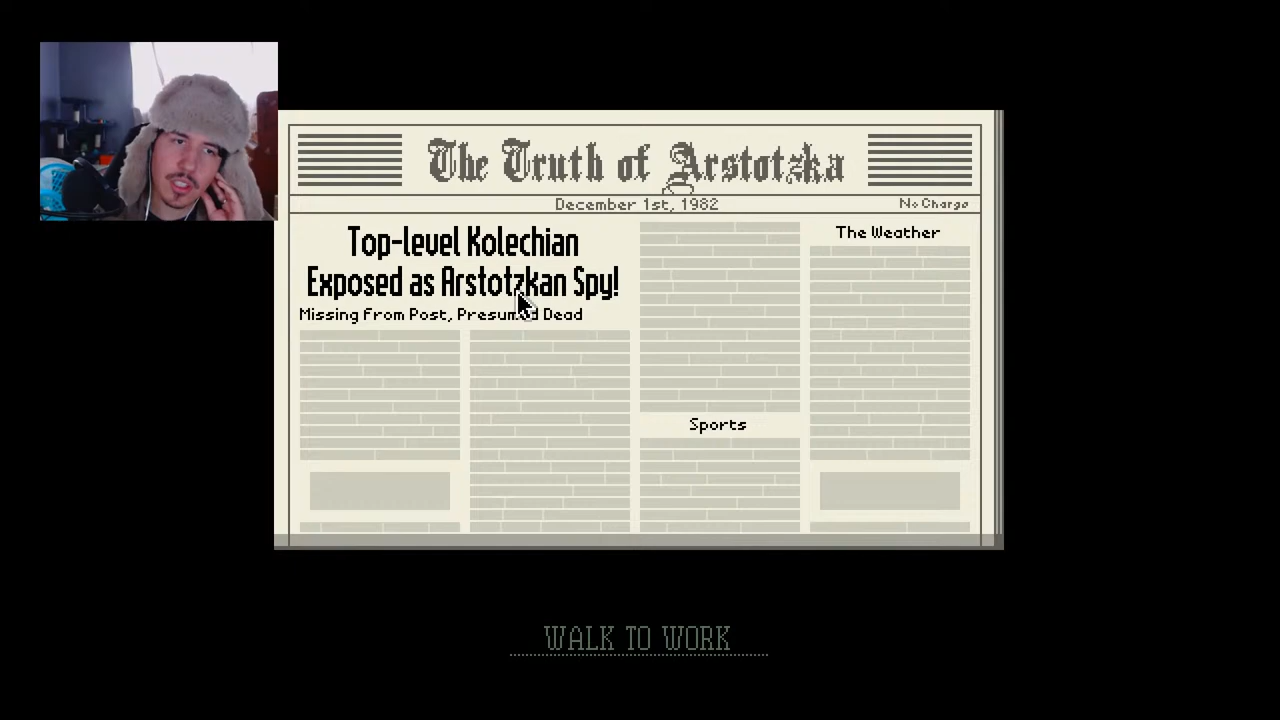 The Truth of Arstotzka
December 1st, 1982
No Charge
Top-level Kolechian
Exposed as Arstotzkan Spy!
Missing From Post, Presumed Dead
The Weather
Sports
WALK TO WORK